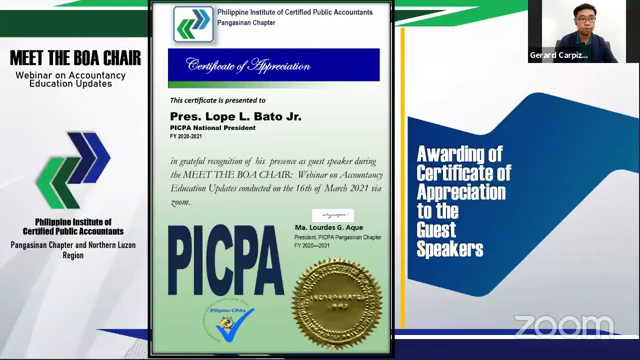 MEET THE BOA CHAIR
Webinar on Accountancy
Education Updates
Philippine Institute of
Certified Public Accountants
Pangasinan Chapter and Northern Luzon
Region
Philippine Institute of Certified Public Accountants
Pangasinan Chapter
Certificate of Appreciation
This certificate is presented to
Pres. Lope L. Bato Jr.
PICPA National President
FY 2020-2021
in grateful recognition of his presence as guest speaker during
the MEET THE BOA CHAIR: Webinar on Accountancy
Education Updates conducted on the 16th of March 2021 via
zoom.
Ma. Lourdes G. Aque
President, PICPA Pangasinan Chapter
FY 2020—2021
PICPA
Filipino CPAs
INCORPORATED
Gerard Carpiz...
Awarding of
Certificate of
Appreciation
to the
Guest
Speakers
zoom